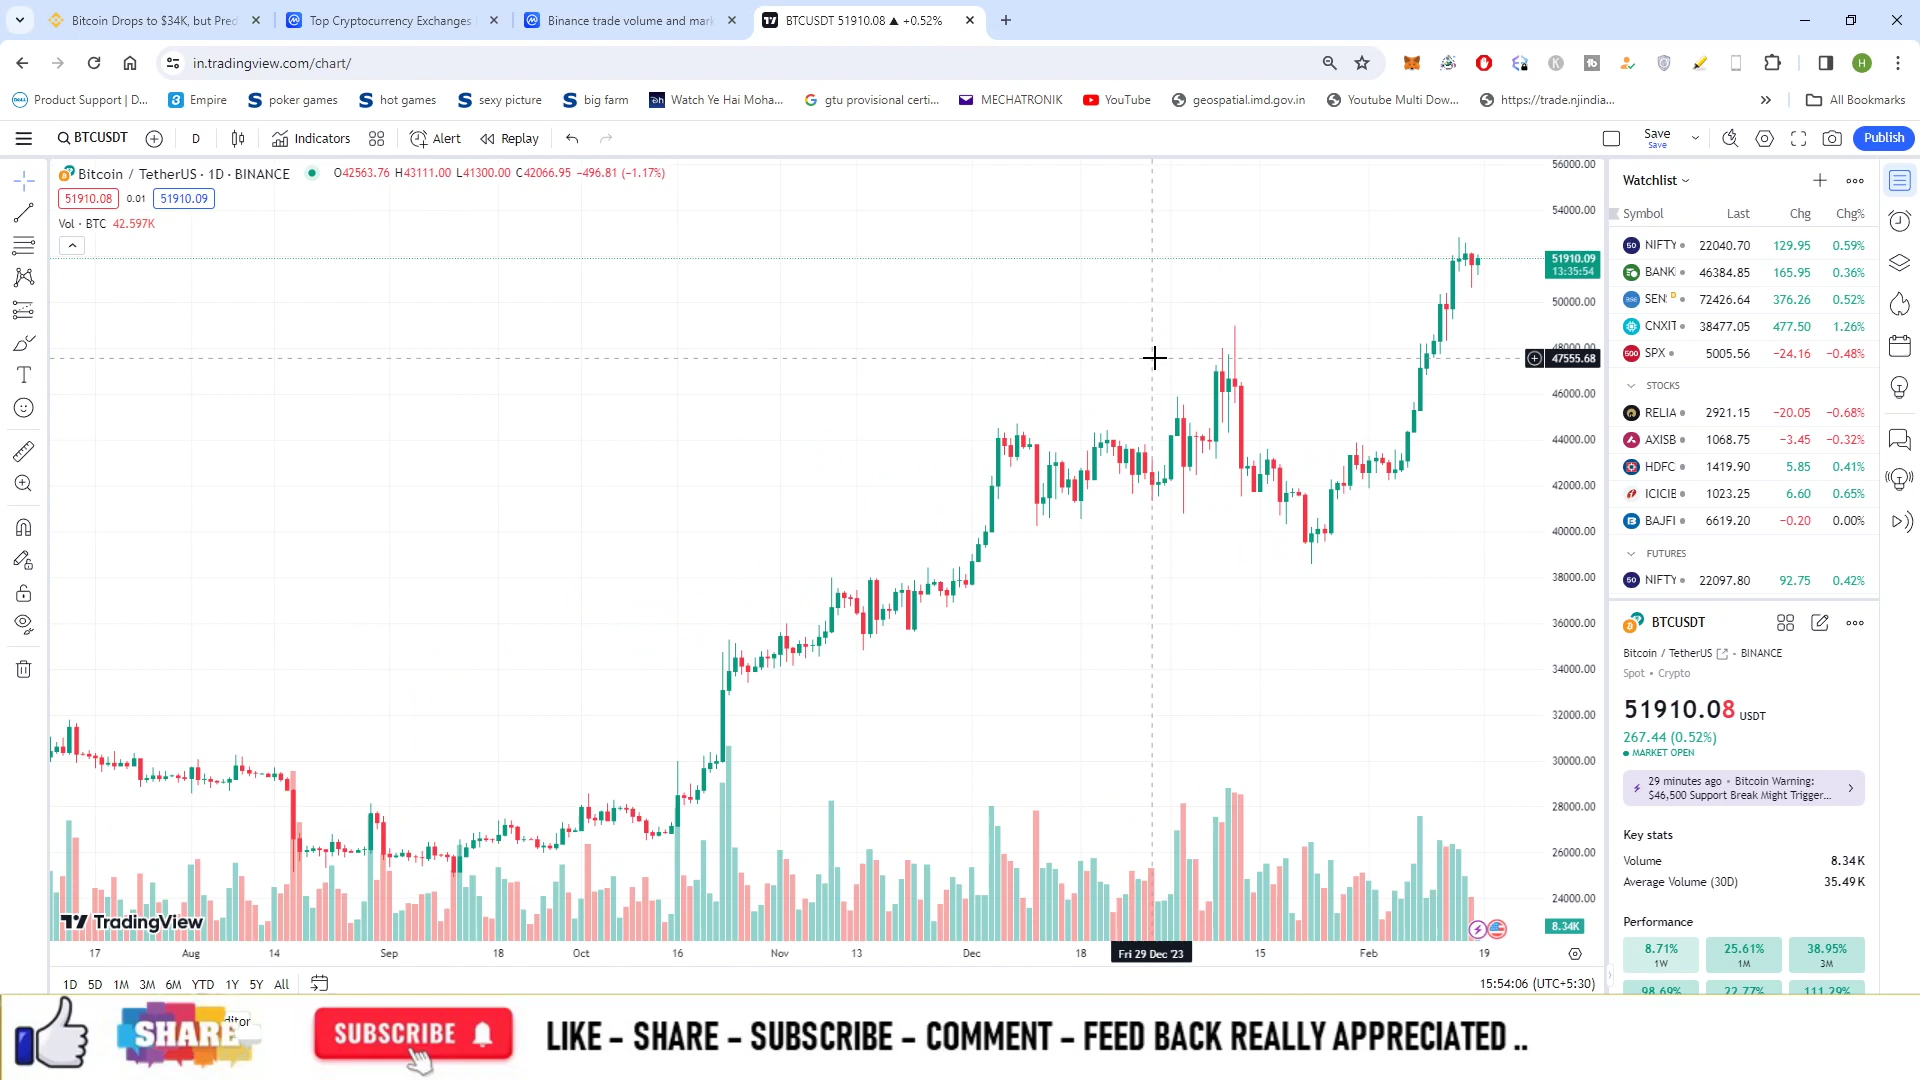 Bitcoin Drops to $34K, but Pred
Top Cryptocurrency Exchanges
Binance trade volume and mark
BTCUSDT 51910.08 ▲ +0.52%
in.tradingview.com/chart/
Product Support | D...
Empire
poker games
hot games
sexy picture
big farm
Watch Ye Hai Moha...
gtu provisional certi...
MECHATRONIK
YouTube
geospatial.imd.gov.in
Youtube Multi Dow...
https://trade.njindia...
All Bookmarks
BTCUSDT
D
Indicators
Alert
Replay
Save
Save
Publish
Bitcoin / TetherUS · 1D · BINANCE
O42563.76 H43111.00 L41300.00 C42066.95 −496.81 (−1.17%)
51910.08 0.01 51910.09
Vol · BTC 42.597K
56000.00
54000.00
51910.09
13:35:54
50000.00
48000.00
47555.68
46000.00
44000.00
42000.00
40000.00
38000.00
36000.00
34000.00
32000.00
30000.00
28000.00
26000.00
24000.00
8.34K
TradingView
17 Aug 14 Sep 18 Oct 16 Nov 13 Dec 18 Fri 29 Dec '23 15 Feb 19
1D 5D 1M 3M 6M YTD 1Y 5Y All
15:54:06 (UTC+5:30)
Watchlist
Symbol Last Chg Chg%
NIFTY 22040.70 129.95 0.59%
BANK 46384.85 165.95 0.36%
SEN: D 72426.64 376.26 0.52%
CNXIT 38477.05 477.50 1.26%
SPX 5005.56 −24.16 −0.48%
STOCKS
RELIA 2921.15 −20.05 −0.68%
AXISB 1068.75 −3.45 −0.32%
HDFC 1419.90 5.85 0.41%
ICICIE 1023.25 6.60 0.65%
BAJFI 6619.20 −0.20 0.00%
FUTURES
NIFTY 22097.80 92.75 0.42%
BTCUSDT
Bitcoin / TetherUS · BINANCE
Spot • Crypto
51910.08 USDT
267.44 (0.52%)
MARKET OPEN
29 minutes ago • Bitcoin Warning:
$46,500 Support Break Might Trigger...
Key stats
Volume 8.34K
Average Volume (30D) 35.49K
Performance
8.71% 25.61% 38.95%
1W 1M 3M
98.69% 22.77% 111.29%
SHARE
ditor
SUBSCRIBE
LIKE – SHARE – SUBSCRIBE – COMMENT – FEED BACK REALLY APPRECIATED ..